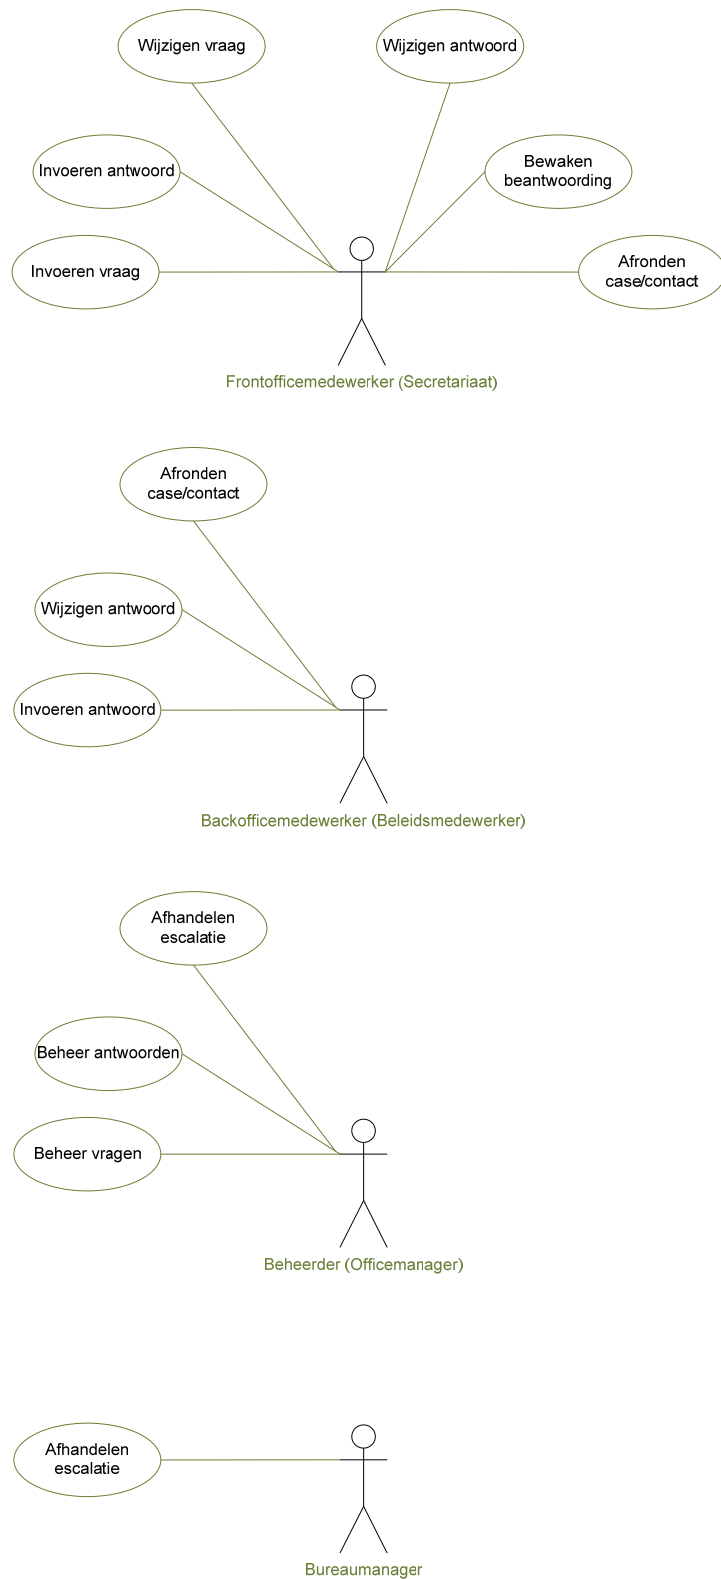 Wijzigen vraag
Wijzigen antwoord
Invoeren antwoord
Bewaken
beantwoording
Invoeren vraag
Afronden
case/contact
Frontofficemedewerker (Secretariaat)
Afronden
case/contact
Wijzigen antwoord
Invoeren antwoord
Backofficemedewerker (Beleidsmedewerker)
Afhandelen
escalatie
Beheer antwoorden
Beheer vragen
Beheerder (Officemanager)
Afhandelen
escalatie
Bureaumanager